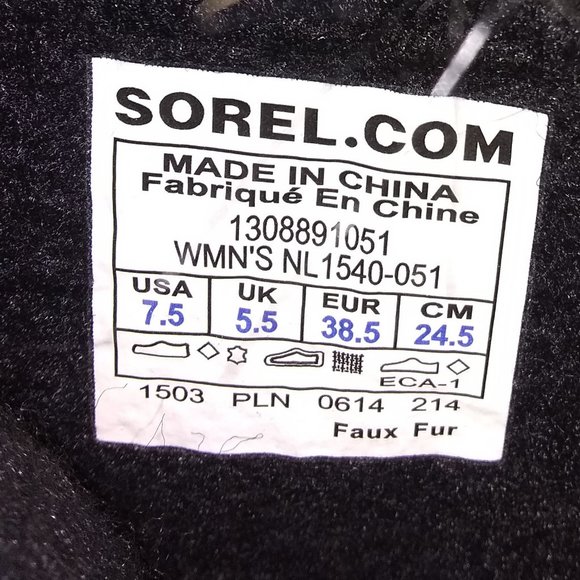 SOREL.COM
MADE IN CHINA
Fabriqué En Chine
1308891051
WMN'S NL1540-051
USA UK EUR CM
7.5 5.5 38.5 24.5
ECA-1
1503 PLN 0614 214
Faux Fur